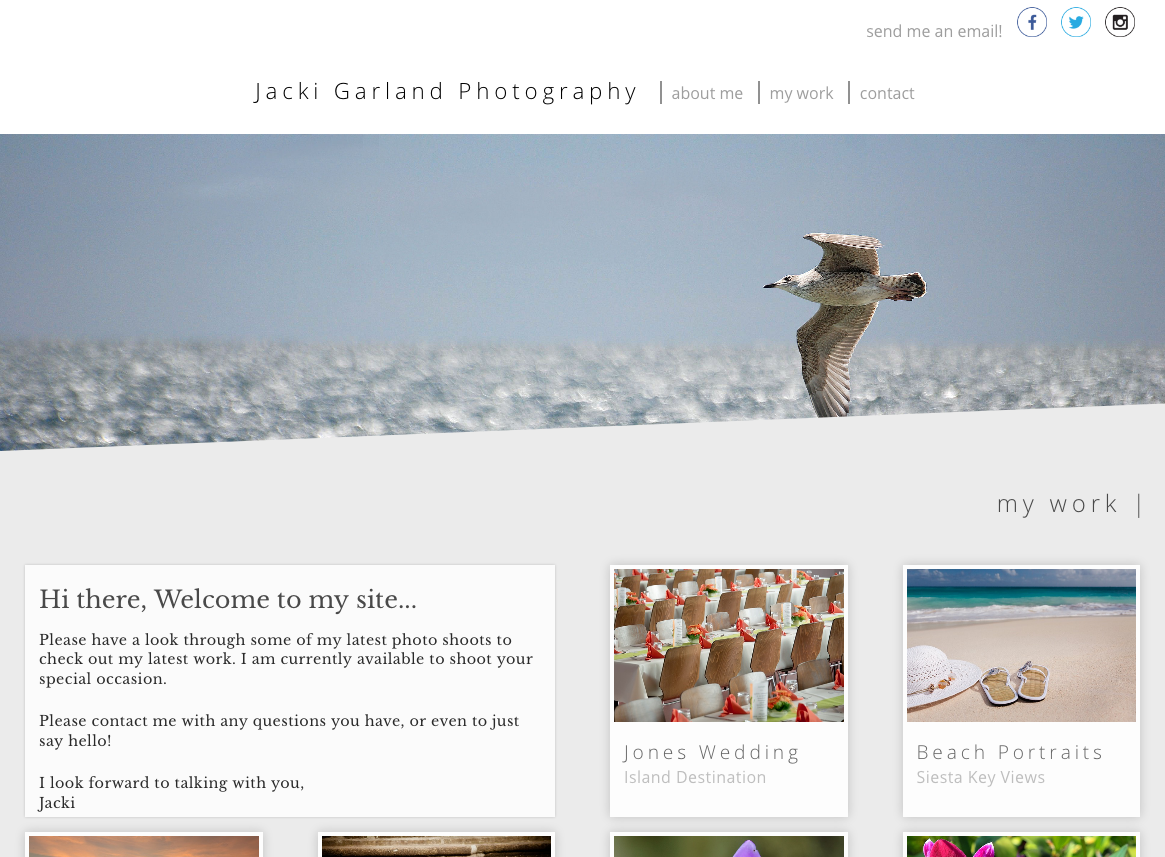 send me an email!
Jacki Garland Photography
about me
my work
contact
my work |
Hi there, Welcome to my site...
Please have a look through some of my latest photo shoots to
check out my latest work. I am currently available to shoot your
special occasion.
Please contact me with any questions you have, or even to just
say hello!
I look forward to talking with you,
Jacki
Jones Wedding
Island Destination
Beach Portraits
Siesta Key Views